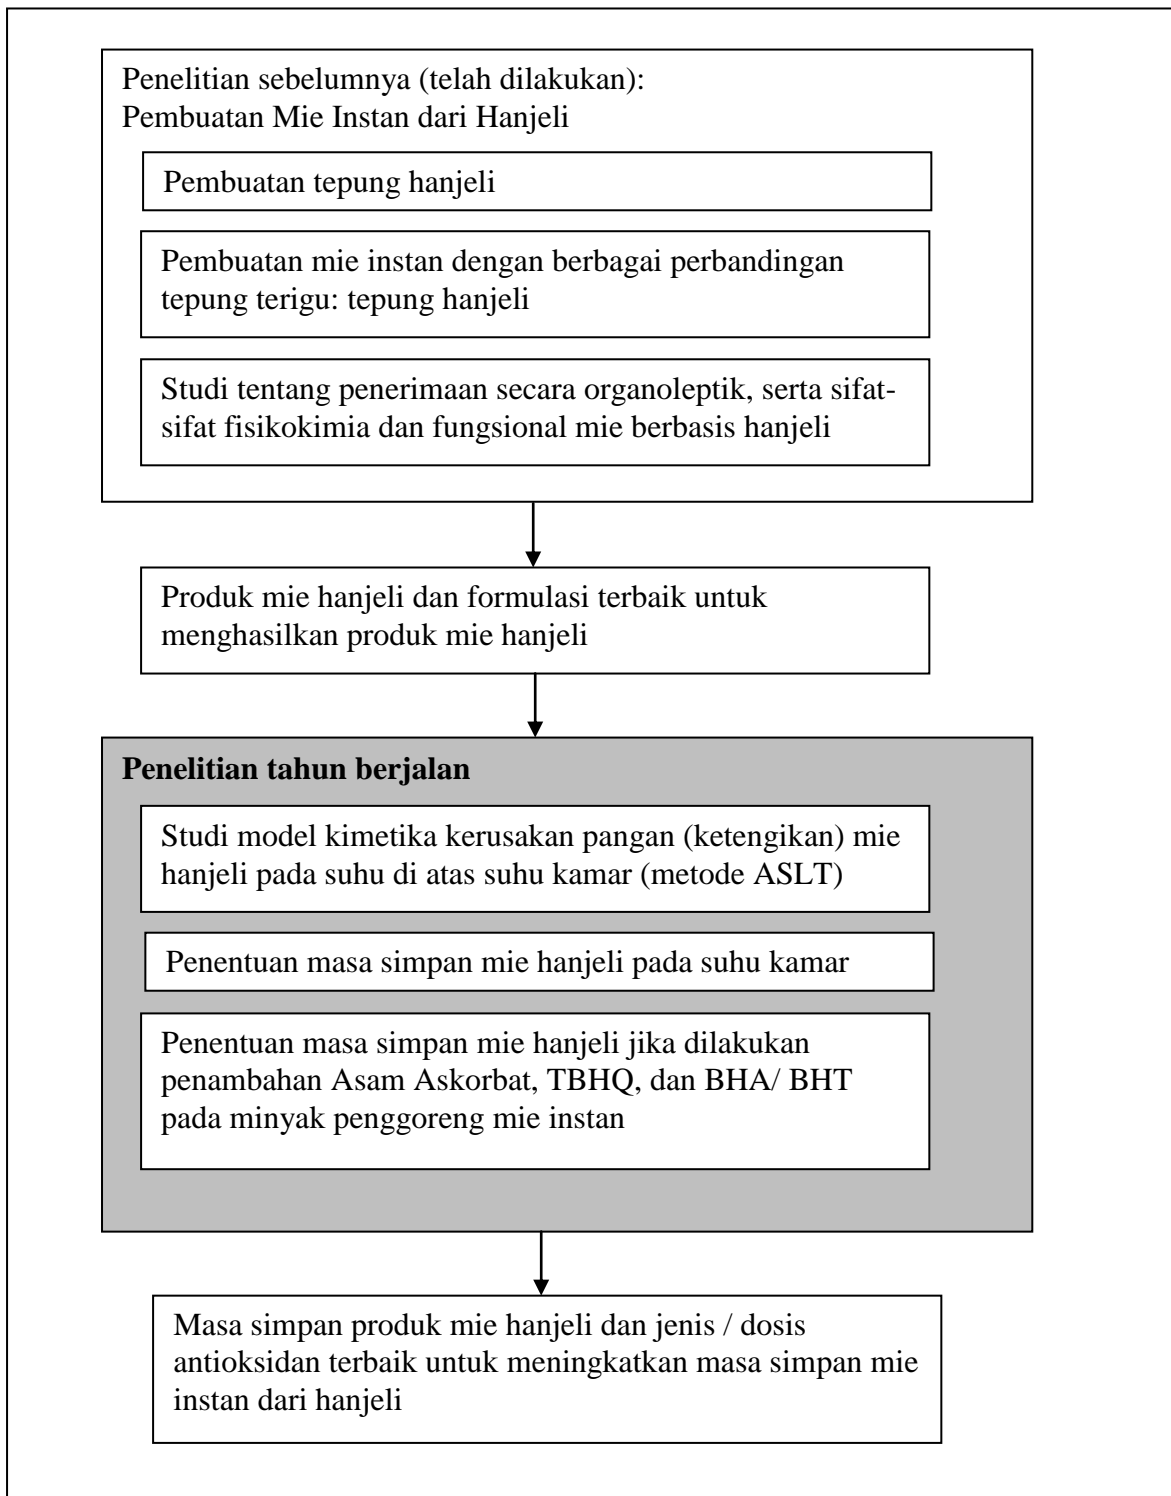 Penelitian sebelumnya (telah dilakukan):
Pembuatan Mie Instan dari Hanjeli
Pembuatan tepung hanjeli
Pembuatan mie instan dengan berbagai perbandingan
tepung terigu: tepung hanjeli
Studi tentang penerimaan secara organoleptik, serta sifat-
sifat fisikokimia dan fungsional mie berbasis hanjeli
Produk mie hanjeli dan formulasi terbaik untuk
menghasilkan produk mie hanjeli
Penelitian tahun berjalan
Studi model kimetika kerusakan pangan (ketengikan) mie
hanjeli pada suhu di atas suhu kamar (metode ASLT)
Penentuan masa simpan mie hanjeli pada suhu kamar
Penentuan masa simpan mie hanjeli jika dilakukan
penambahan Asam Askorbat, TBHQ, dan BHA/ BHT
pada minyak penggoreng mie instan
Masa simpan produk mie hanjeli dan jenis / dosis
antioksidan terbaik untuk meningkatkan masa simpan mie
instan dari hanjeli